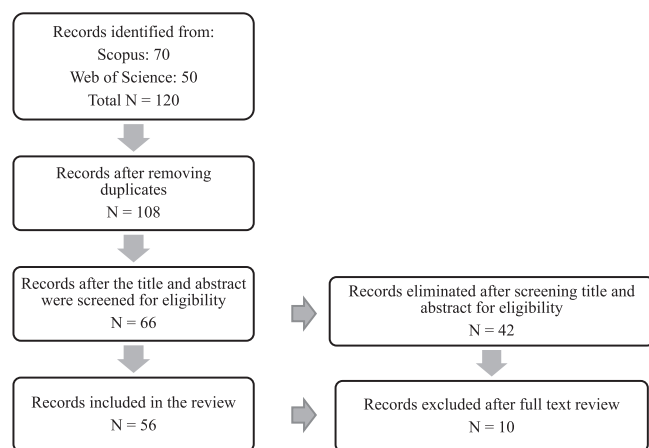 Records identified from:
Scopus: 70
Web of Science: 50
Total N = 120
Records after removing
duplicates
N = 108
Records after the title and abstract
were screened for eligibility
N = 66
Records eliminated after screening title and
abstract for eligibility
N = 42
Records included in the review
N = 56
Records excluded after full text review
N = 10